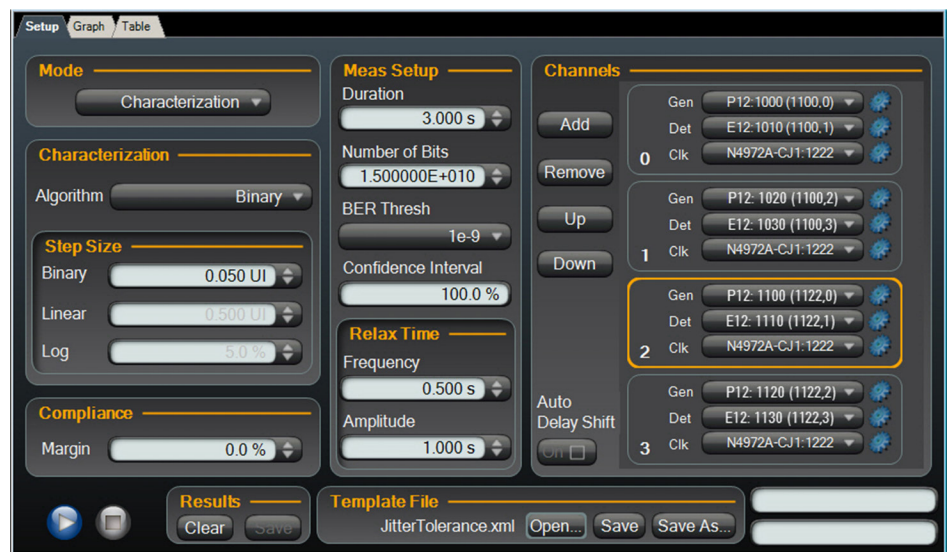 Setup Graph Table
Mode
Characterization
Characterization
Algorithm Binary
Step Size
Binary 0.050 UI
Linear 0.500 UI
Log 5.0 %
Compliance
Margin 0.0 %
Meas Setup
Duration
3.000 s
Number of Bits
1.500000E+010
BER Thresh
1e-9
Confidence Interval
100.0 %
Relax Time
Frequency
0.500 s
Amplitude
1.000 s
Channels
Add
Remove
Up
Down
Auto
Delay Shift
On
0
Gen P12:1000 (1100,0)
Det E12:1010 (1100,1)
Clk N4972A-CJ1:1222
1
Gen P12: 1020 (1100,2)
Det E12: 1030 (1100,3)
Clk N4972A-CJ1:1222
2
Gen P12: 1100 (1122,0)
Det E12: 1110 (1122,1)
Clk N4972A-CJ1:1222
3
Gen P12: 1120 (1122,2)
Det E12: 1130 (1122,3)
Clk N4972A-CJ1:1222
Results
Clear Save
Template File
JitterTolerance.xml Open... Save Save As...